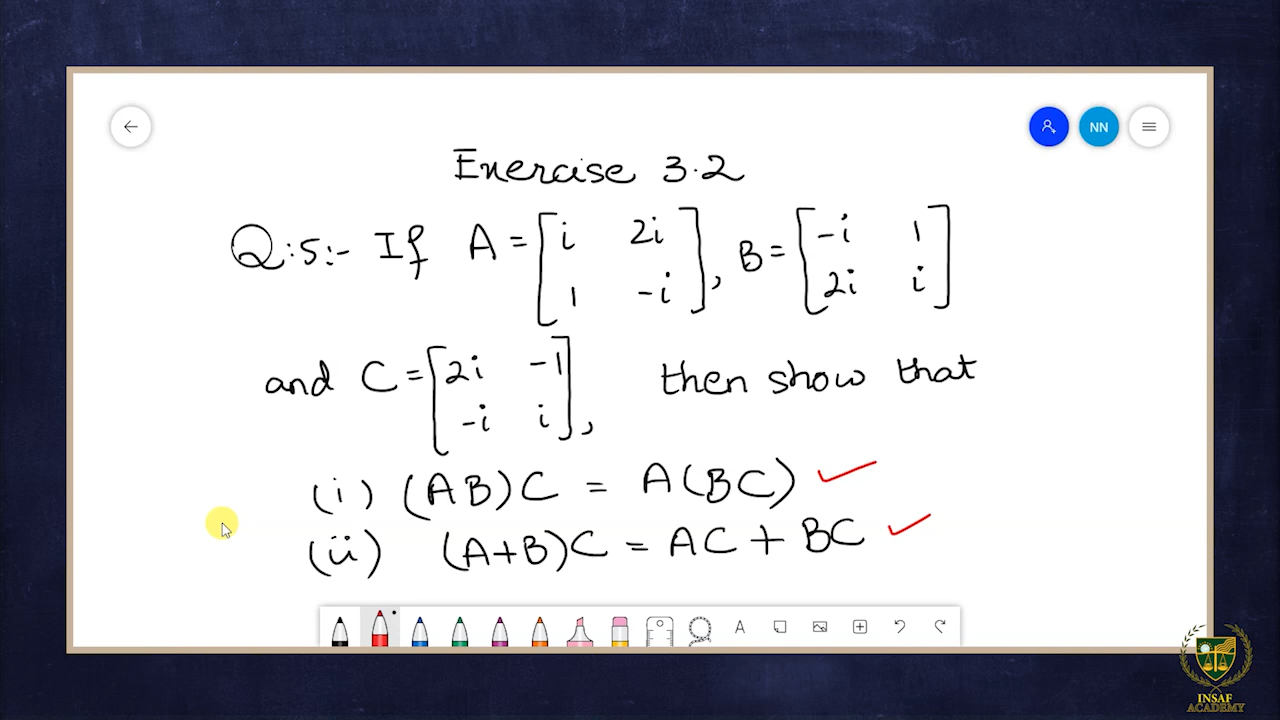 NN
Exercise 3.2
Q:5:- If A = [i 2i
1 -i], B = [-i 1
2i i]
and C = [2i -1
-i i], then show that
(i) (AB)C = A(BC)
(ii) (A+B)C = AC + BC
A
INSAF
ACADEMY